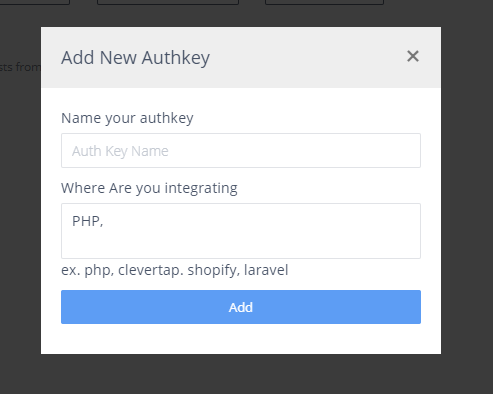 Add New Authkey ×
sts from
Name your authkey
Auth Key Name
Where Are you integrating
PHP,
ex. php, clevertap. shopify, laravel
Add